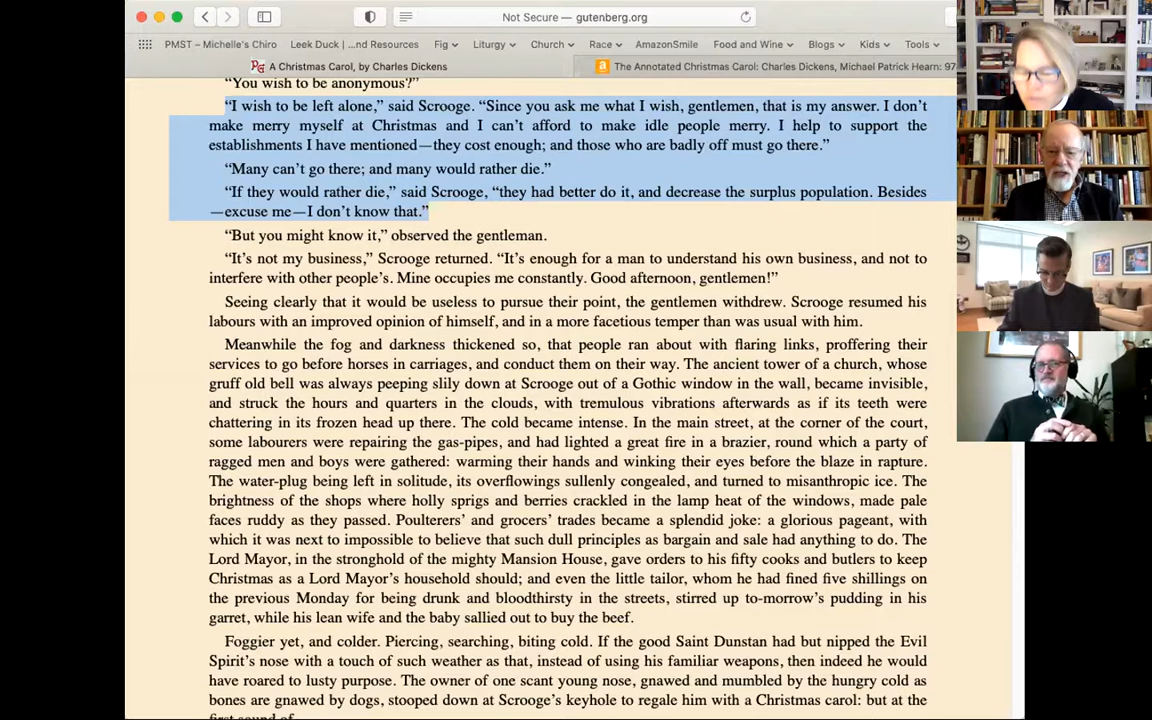 Not Secure — gutenberg.org
PMST – Michelle's Chiro
Leek Duck | ...nd Resources
Fig
Liturgy
Church
Race
AmazonSmile
Food and Wine
Blogs
Kids
Tools
A Christmas Carol, by Charles Dickens
The Annotated Christmas Carol: Charles Dickens, Michael Patrick Hearn: 97
“You wish to be anonymous?”
“I wish to be left alone,” said Scrooge. “Since you ask me what I wish, gentlemen, that is my answer. I don’t
make merry myself at Christmas and I can’t afford to make idle people merry. I help to support the
establishments I have mentioned—they cost enough; and those who are badly off must go there.”
“Many can’t go there; and many would rather die.”
“If they would rather die,” said Scrooge, “they had better do it, and decrease the surplus population. Besides
—excuse me—I don’t know that.”
“But you might know it,” observed the gentleman.
“It’s not my business,” Scrooge returned. “It’s enough for a man to understand his own business, and not to
interfere with other people’s. Mine occupies me constantly. Good afternoon, gentlemen!”
Seeing clearly that it would be useless to pursue their point, the gentlemen withdrew. Scrooge resumed his
labours with an improved opinion of himself, and in a more facetious temper than was usual with him.
Meanwhile the fog and darkness thickened so, that people ran about with flaring links, proffering their
services to go before horses in carriages, and conduct them on their way. The ancient tower of a church, whose
gruff old bell was always peeping slily down at Scrooge out of a Gothic window in the wall, became invisible,
and struck the hours and quarters in the clouds, with tremulous vibrations afterwards as if its teeth were
chattering in its frozen head up there. The cold became intense. In the main street, at the corner of the court,
some labourers were repairing the gas-pipes, and had lighted a great fire in a brazier, round which a party of
ragged men and boys were gathered: warming their hands and winking their eyes before the blaze in rapture.
The water-plug being left in solitude, its overflowings sullenly congealed, and turned to misanthropic ice. The
brightness of the shops where holly sprigs and berries crackled in the lamp heat of the windows, made pale
faces ruddy as they passed. Poulterers’ and grocers’ trades became a splendid joke: a glorious pageant, with
which it was next to impossible to believe that such dull principles as bargain and sale had anything to do. The
Lord Mayor, in the stronghold of the mighty Mansion House, gave orders to his fifty cooks and butlers to keep
Christmas as a Lord Mayor’s household should; and even the little tailor, whom he had fined five shillings on
the previous Monday for being drunk and bloodthirsty in the streets, stirred up to-morrow’s pudding in his
garret, while his lean wife and the baby sallied out to buy the beef.
Foggier yet, and colder. Piercing, searching, biting cold. If the good Saint Dunstan had but nipped the Evil
Spirit’s nose with a touch of such weather as that, instead of using his familiar weapons, then indeed he would
have roared to lusty purpose. The owner of one scant young nose, gnawed and mumbled by the hungry cold as
bones are gnawed by dogs, stooped down at Scrooge’s keyhole to regale him with a Christmas carol: but at the
first sound of